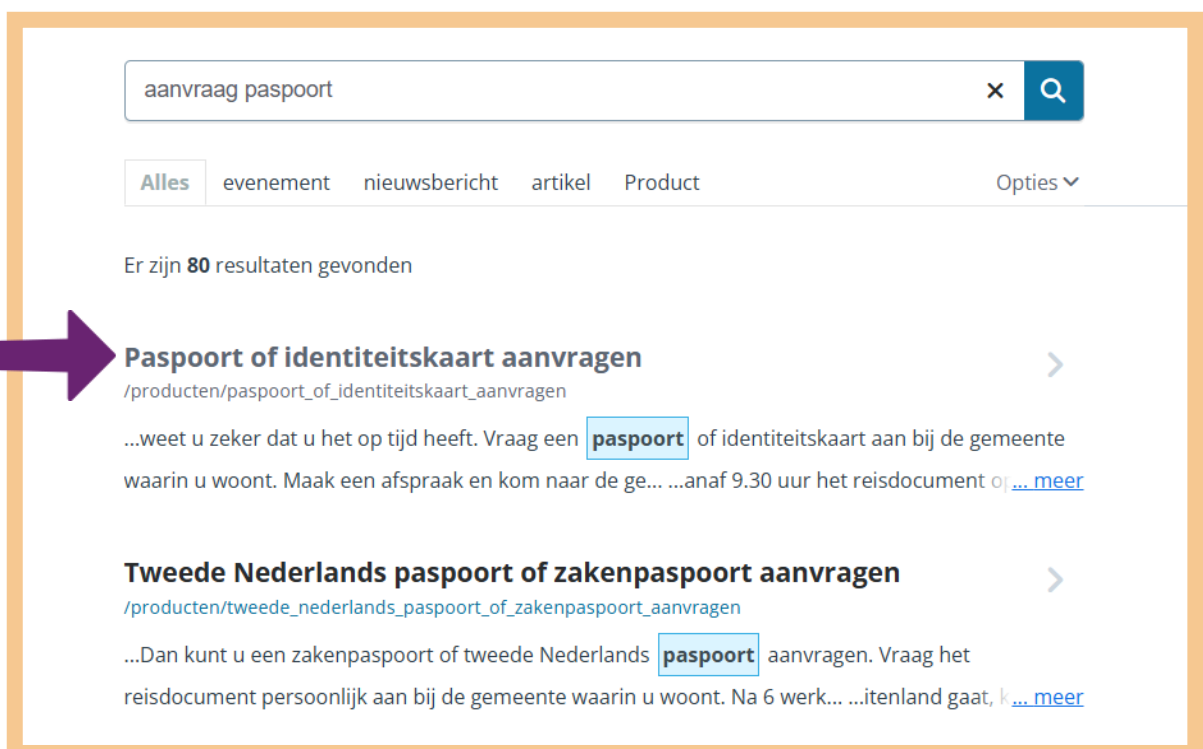 aanvraag paspoort
Alles evenement nieuwsbericht artikel Product Opties
Er zijn 80 resultaten gevonden
Paspoort of identiteitskaart aanvragen
/producten/paspoort_of_identiteitskaart_aanvragen
...weet u zeker dat u het op tijd heeft. Vraag een paspoort of identiteitskaart aan bij de gemeente
waarin u woont. Maak een afspraak en kom naar de ge... ...anaf 9.30 uur het reisdocument ... meer
Tweede Nederlands paspoort of zakenpaspoort aanvragen
/producten/tweede_nederlands_paspoort_of_zakenpaspoort_aanvragen
...Dan kunt u een zakenpaspoort of tweede Nederlands paspoort aanvragen. Vraag het
reisdocument persoonlijk aan bij de gemeente waarin u woont. Na 6 werk... ...itenland gaat, ... meer